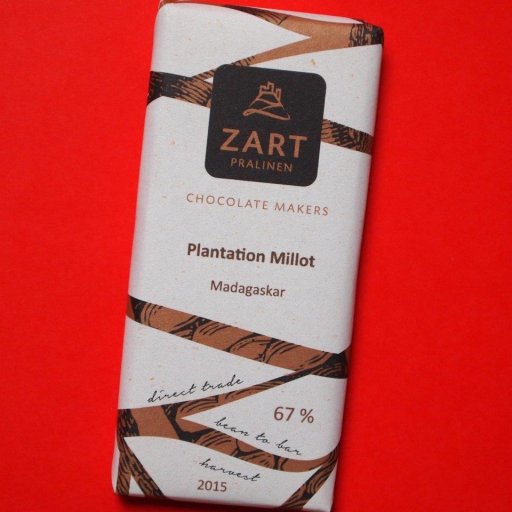 ZART
PRALINEN
CHOCOLATE MAKERS
Plantation Millot
Madagaskar
direct trade
67 %
bean to bar
harvest
2015